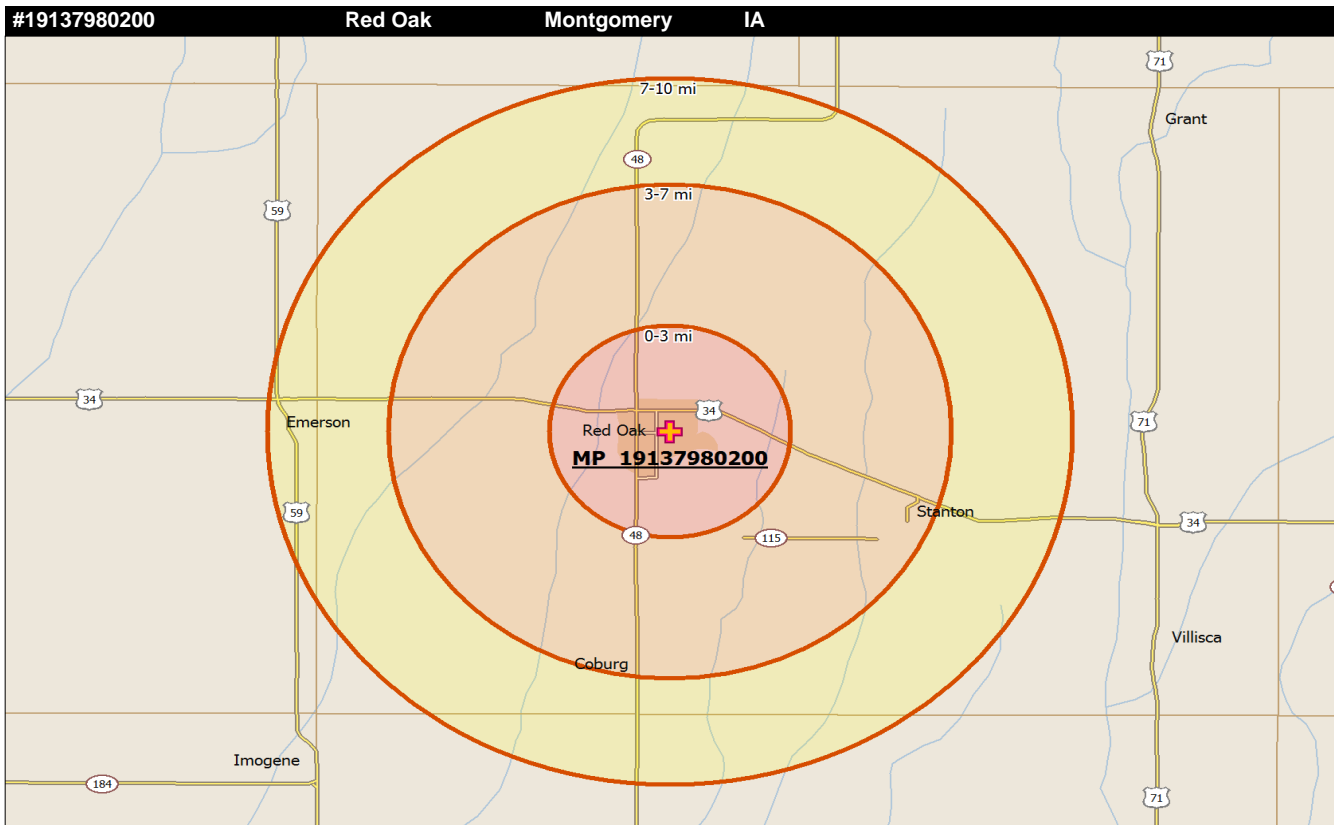 #19137980200 Red Oak Montgomery IA
71
7-10 mi
Grant
48
3-7 mi
59
0-3 mi
34
34
71
Emerson
Red Oak
MP 19137980200
59
Stanton
34
48
115
Villisca
Coburg
Imogene
184
71